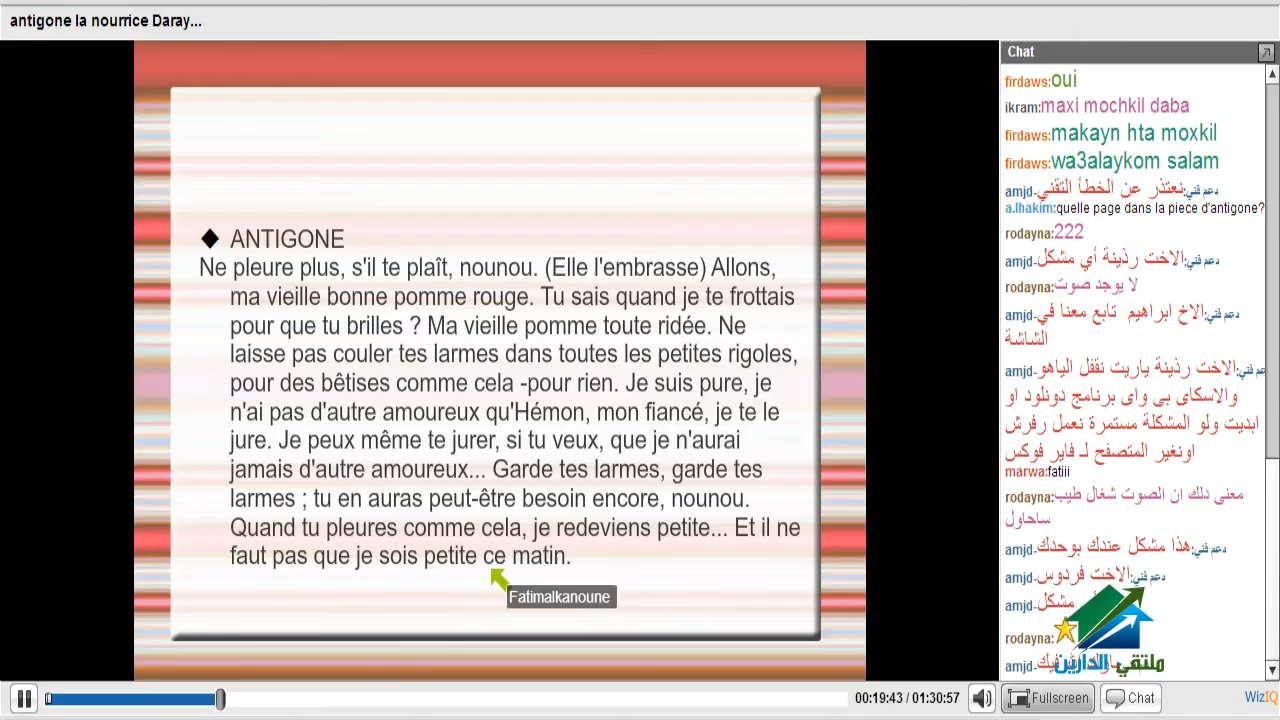 antigone la nourrice Daray...
◆ ANTIGONE
Ne pleure plus, s'il te plaît, nounou. (Elle l'embrasse) Allons,
ma vieille bonne pomme rouge. Tu sais quand je te frottais
pour que tu brilles ? Ma vieille pomme toute ridée. Ne
laisse pas couler tes larmes dans toutes les petites rigoles,
pour des bêtises comme cela -pour rien. Je suis pure, je
n'ai pas d'autre amoureux qu'Hémon, mon fiancé, je te le
jure. Je peux même te jurer, si tu veux, que je n'aurai
jamais d'autre amoureux... Garde tes larmes, garde tes
larmes ; tu en auras peut-être besoin encore, nounou.
Quand tu pleures comme cela, je redeviens petite... Et il ne
faut pas que je sois petite ce matin.
Fatimalkanoune
Chat
firdaws:oui
ikram:maxi mochkil daba
firdaws:makayn hta moxkil
firdaws:wa3alaykom salam
amjd-دعم فني:نعتذر عن الخطأ التقني
a.lhakim:quelle page dans la piece d'antigone?
rodayna:222
amjd-دعم فني:الاخت رذينة أي مشكل
rodayna:لا يوجد صوت
amjd-دعم فني:الاخ ابراهيم تابع معنا في
الشاشة
amjd-دعم فني:الاخت رذينة ياريت نقفل الياهو
والاسكاى بى واى برنامج دونلود او
ابديت ولو المشكلة مستمرة نعمل رفرش
اونغير المتصفح لـ فاير فوكس
marwa:fatiii
rodayna:معنى دلك ان الصوت شغال طيب
ساحاول
amjd-دعم فني:هذا مشكل عندك بوحدك
amjd-دعم فني:الاخت فردوس
amjd-مشكل
rodayna:
amjd-فيك
ملتقي الدارين
00:19:43 / 01:30:57
Fullscreen
Chat
WizIQ